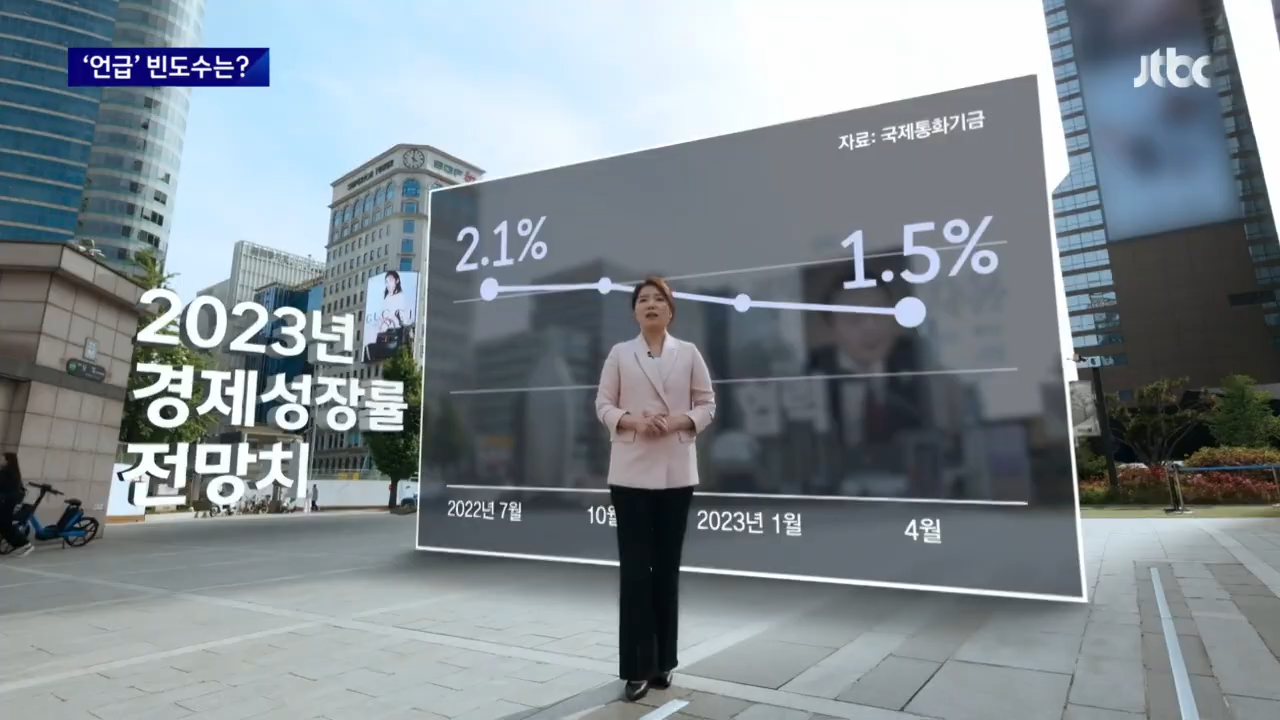 ‘언급’ 빈도수는?
jtbc
자료: 국제통화기금
2.1%
1.5%
2023년
경제성장률
전망치
2022년 7월
10월
2023년 1월
4월